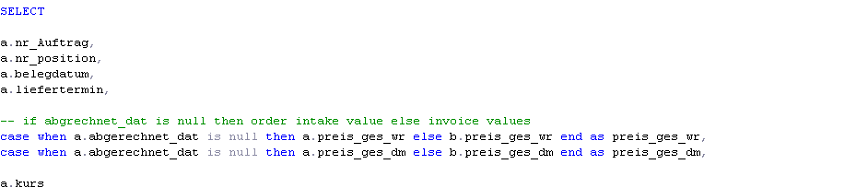 SELECT
a.nr_Auftrag,
a.nr_position,
a.belegdatum,
a.liefertermin,
-- if abgrechnet_dat is null then order intake value else invoice values
case when a.abgerechnet_dat is null then a.preis_ges_wr else b.preis_ges_wr end as preis_ges_wr,
case when a.abgerechnet_dat is null then a.preis_ges_dm else b.preis_ges_dm end as preis_ges_dm,
a.kurs